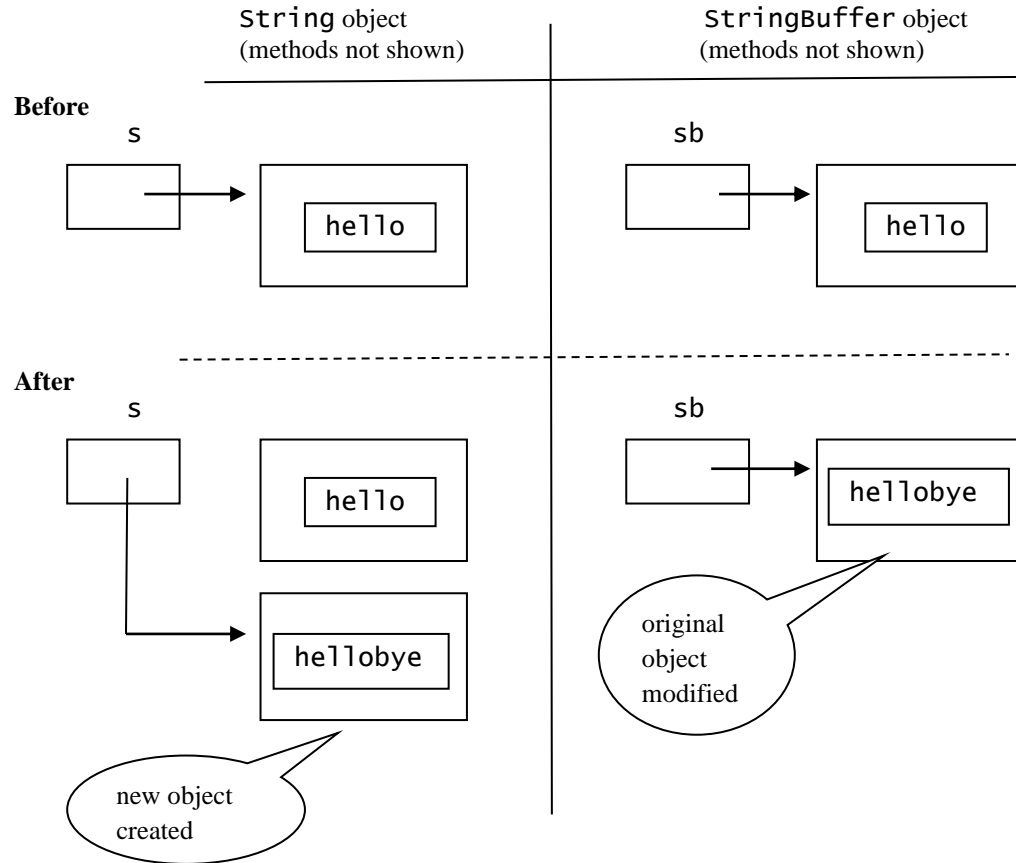 String object
(methods not shown)
StringBuffer object
(methods not shown)
Before
s
hello
sb
hello
After
s
hello
hellobye
new object
created
sb
hellobye
original
object
modified